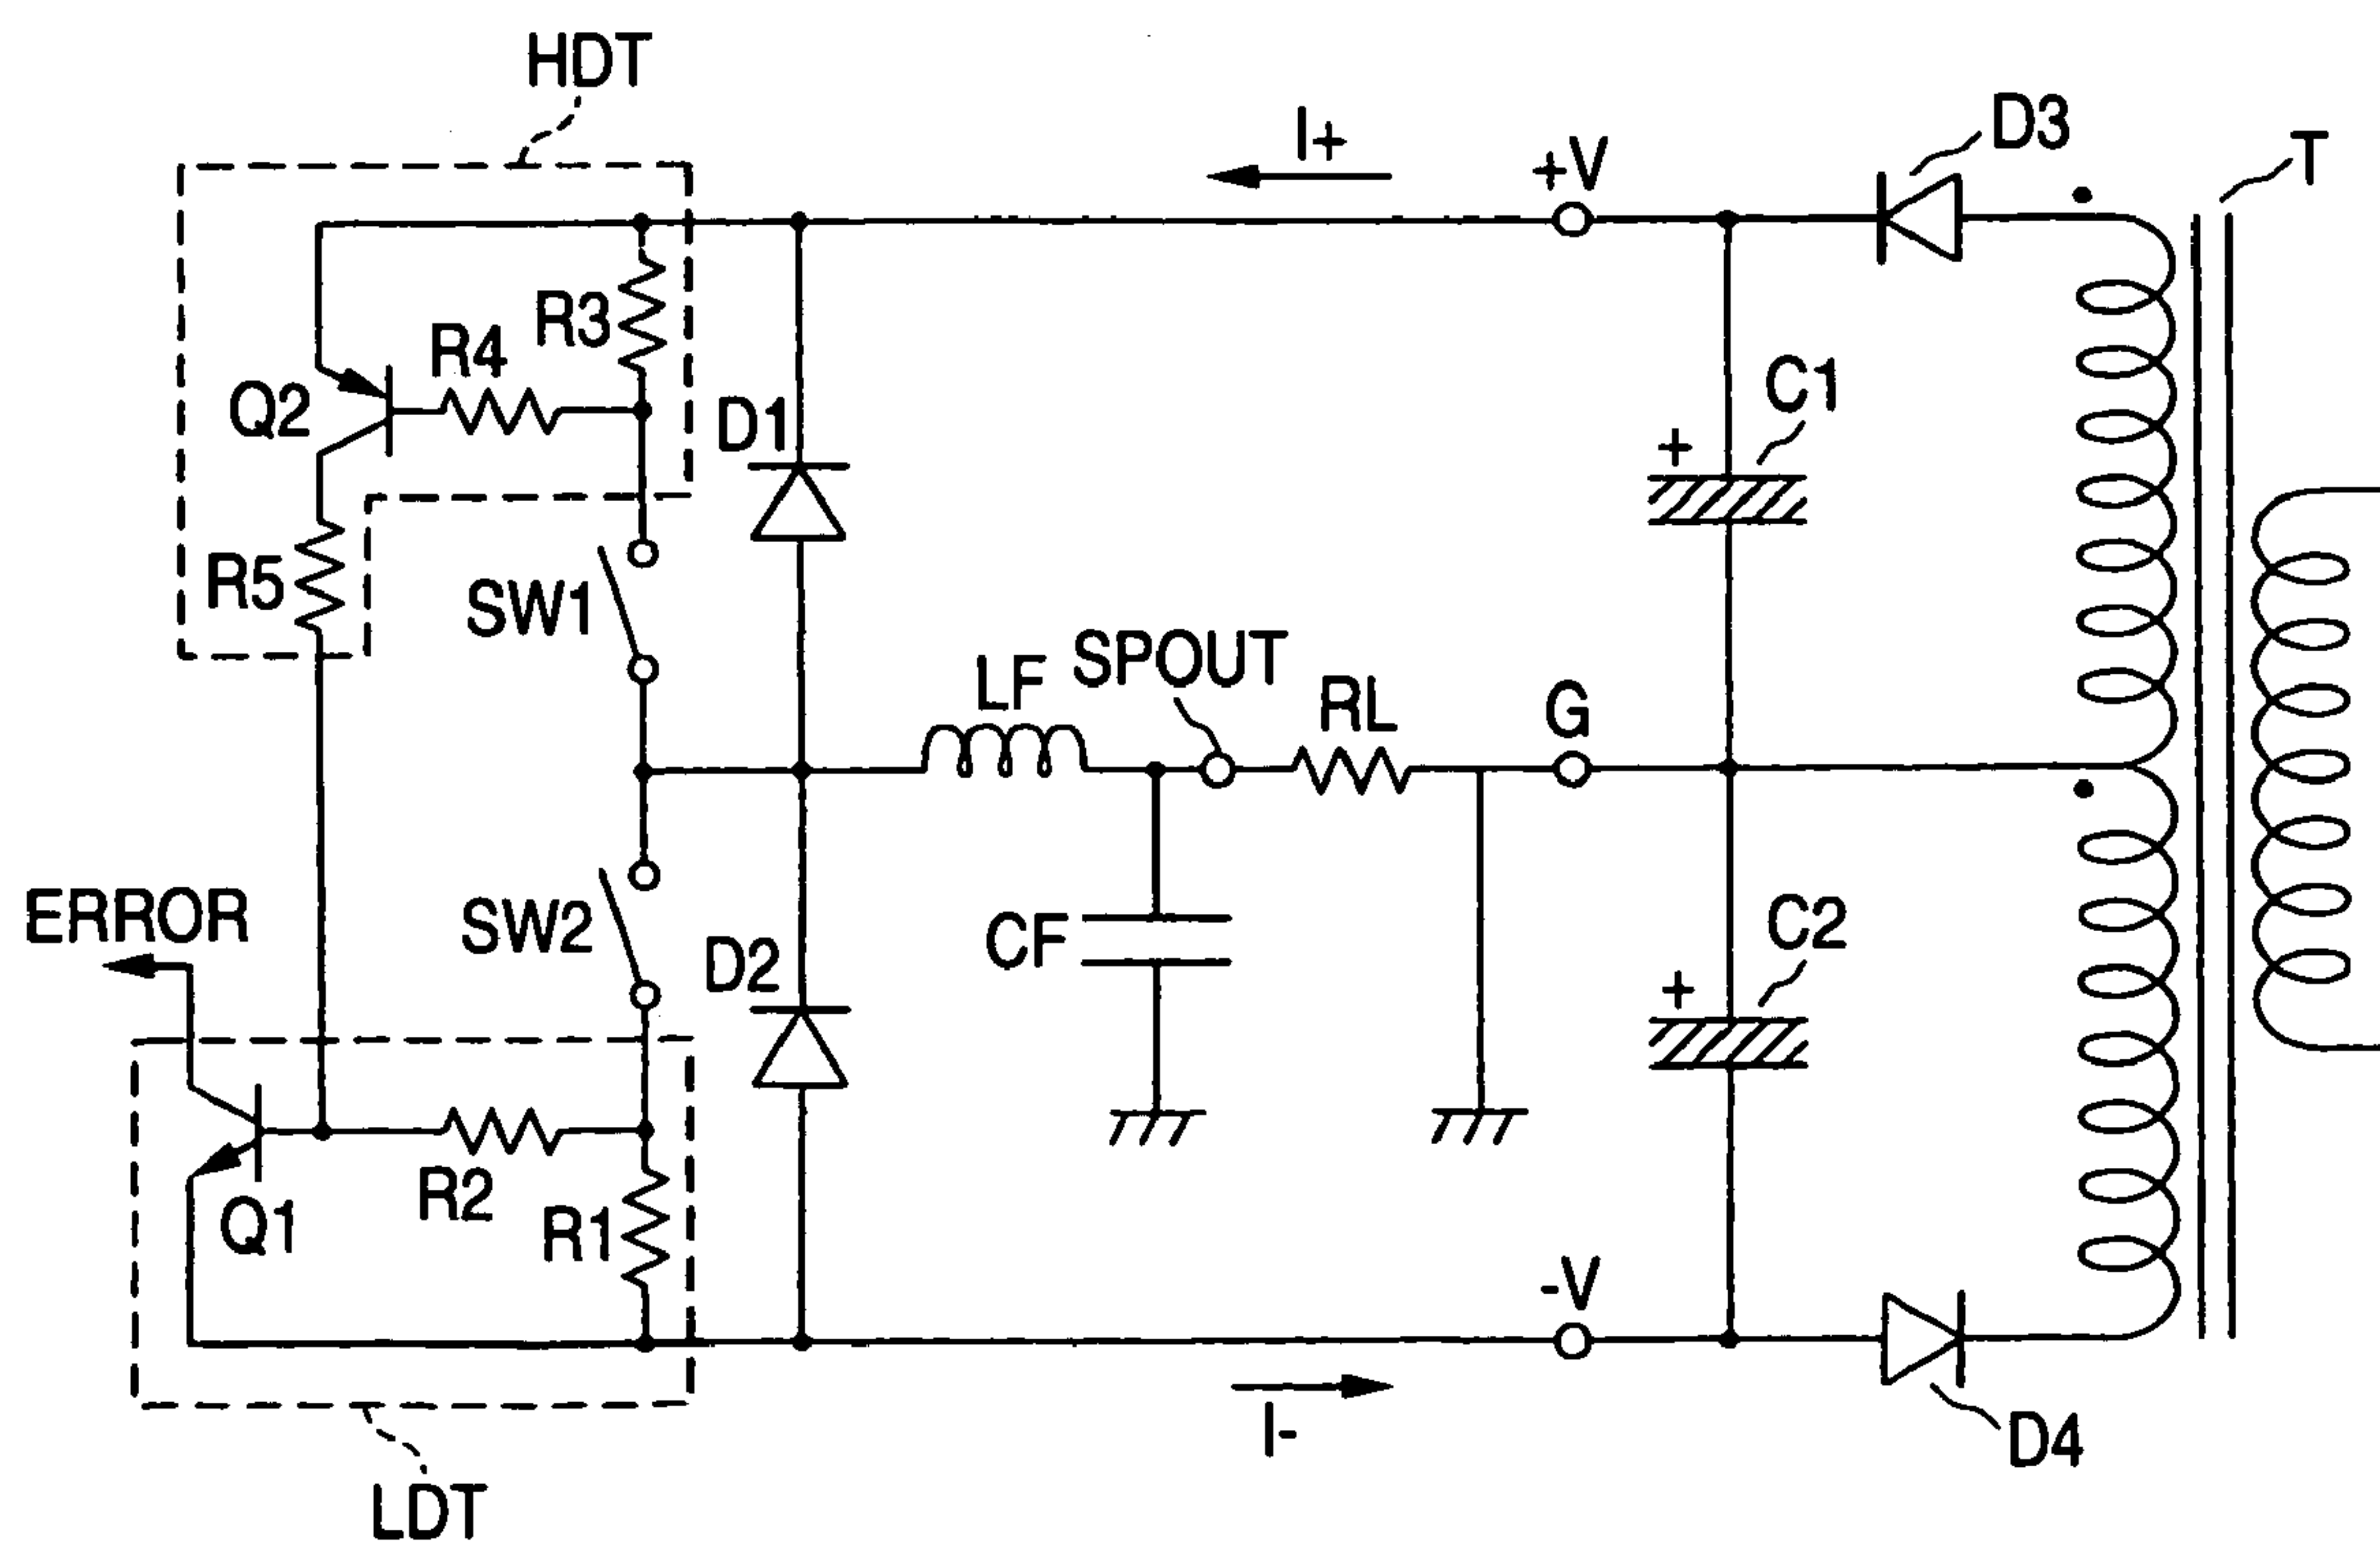 HDT
I+
+V
D3
T
R3
R4
Q2
D1
C1
+
R5
SW1
LF
SPOUT
RL
G
ERROR
SW2
D2
CF
C2
+
R2
Q1
R1
-V
I-
D4
LDT